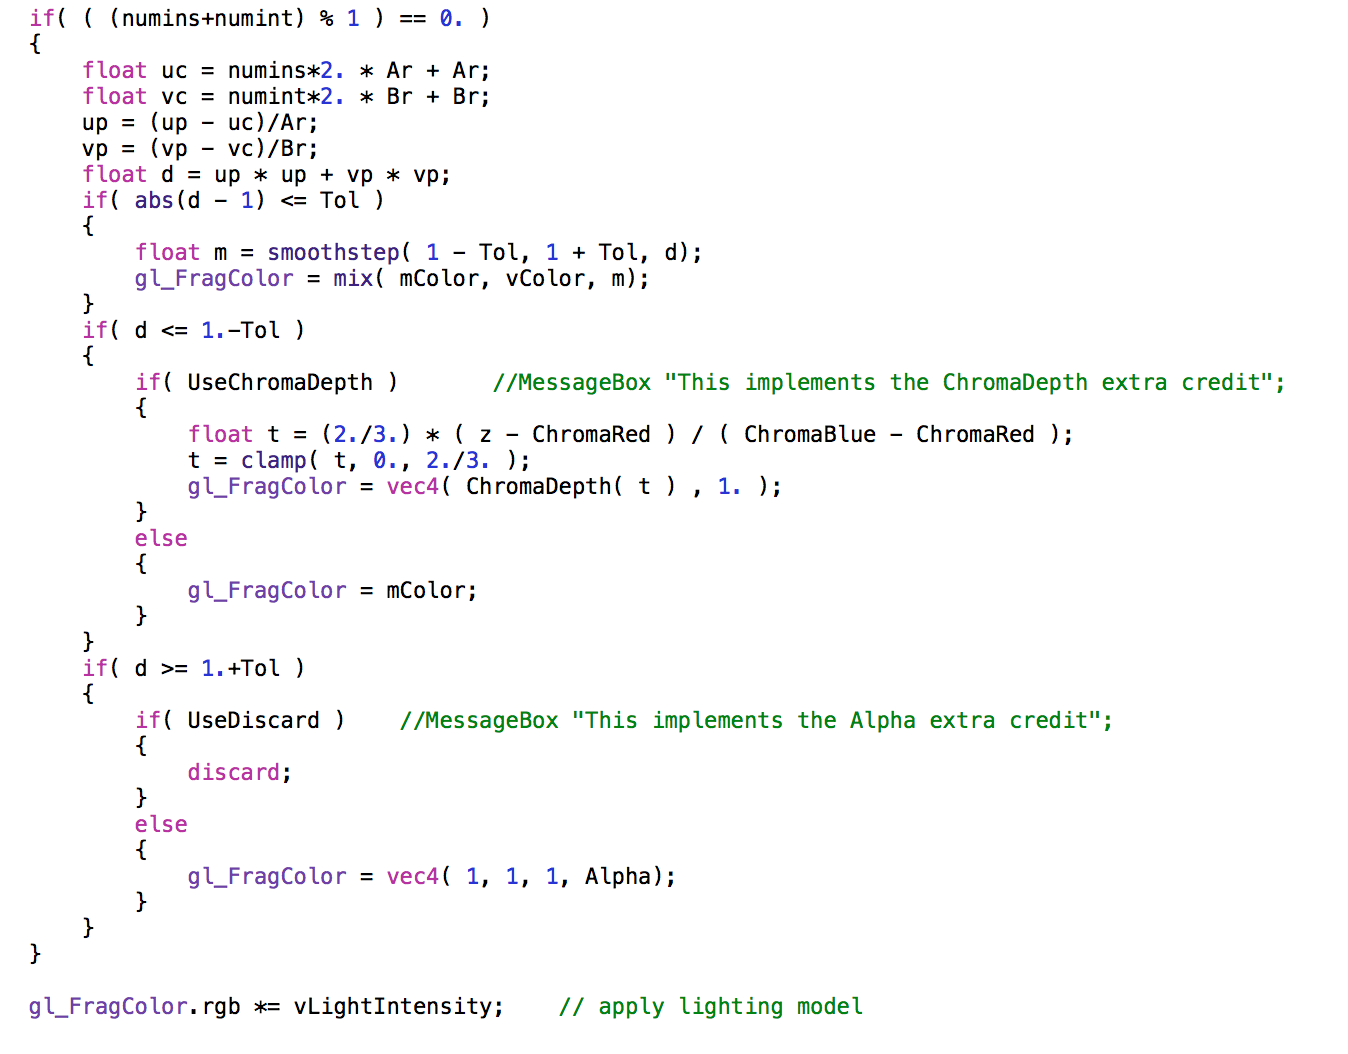 if( ( (numins+numint) % 1 ) == 0. )
{
    float uc = numins*2. * Ar + Ar;
    float vc = numint*2. * Br + Br;
    up = (up - uc)/Ar;
    vp = (vp - vc)/Br;
    float d = up * up + vp * vp;
    if( abs(d - 1) <= Tol )
    {
        float m = smoothstep( 1 - Tol, 1 + Tol, d);
        gl_FragColor = mix( mColor, vColor, m);
    }
    if( d <= 1.-Tol )
    {
        if( UseChromaDepth )       //MessageBox "This implements the ChromaDepth extra credit";
        {
            float t = (2./3.) * ( z - ChromaRed ) / ( ChromaBlue - ChromaRed );
            t = clamp( t, 0., 2./3. );
            gl_FragColor = vec4( ChromaDepth( t ) , 1. );
        }
        else
        {
            gl_FragColor = mColor;
        }
    }
    if( d >= 1.+Tol )
    {
        if( UseDiscard )    //MessageBox "This implements the Alpha extra credit";
        {
            discard;
        }
        else
        {
            gl_FragColor = vec4( 1, 1, 1, Alpha);
        }
    }
}

gl_FragColor.rgb *= vLightIntensity;    // apply lighting model